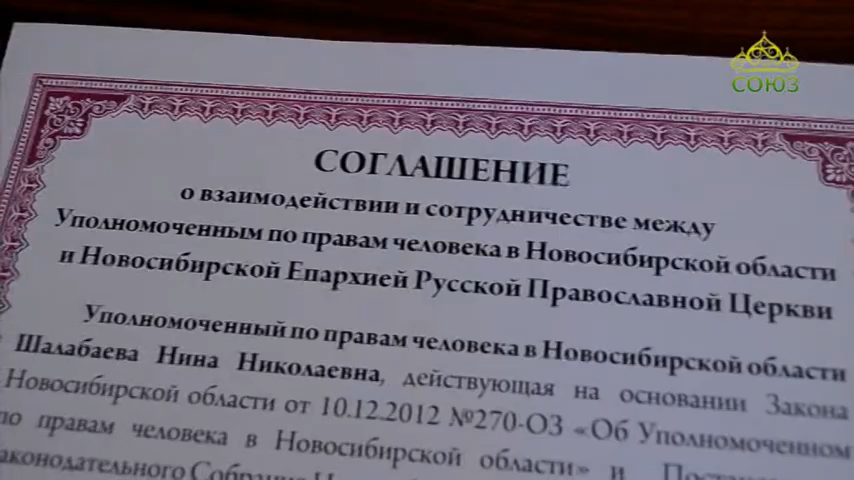 СОЮЗ
СОГЛАШЕНИЕ
о взаимодействии и сотрудничестве между
Уполномоченным по правам человека в Новосибирской области
и Новосибирской Епархией Русской Православной Церкви
Уполномоченный по правам человека в Новосибирской области
Шалабаева Нина Николаевна, действующая на основании Закона
Новосибирской области от 10.12.2012 №270-ОЗ «Об Уполномоченном
по правам человека в Новосибирской области» и